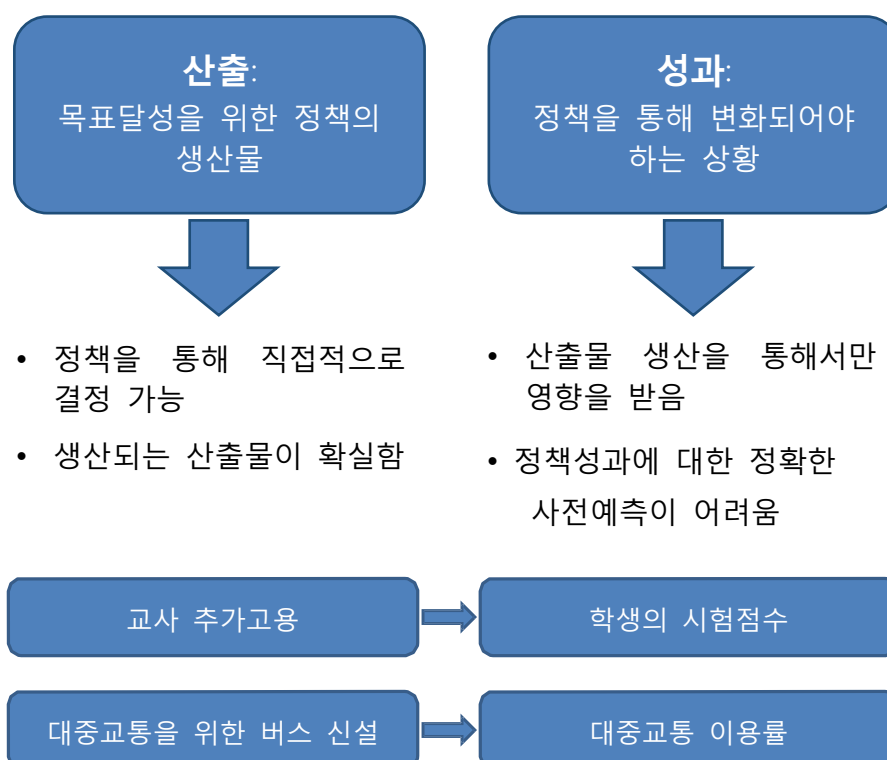 산출:
목표달성을 위한 정책의
생산물
성과:
정책을 통해 변화되어야
하는 상황
• 정책을 통해 직접적으로
결정 가능
• 생산되는 산출물이 확실함
• 산출물 생산을 통해서만
영향을 받음
• 정책성과에 대한 정확한
사전예측이 어려움
교사 추가고용
학생의 시험점수
대중교통을 위한 버스 신설
대중교통 이용률